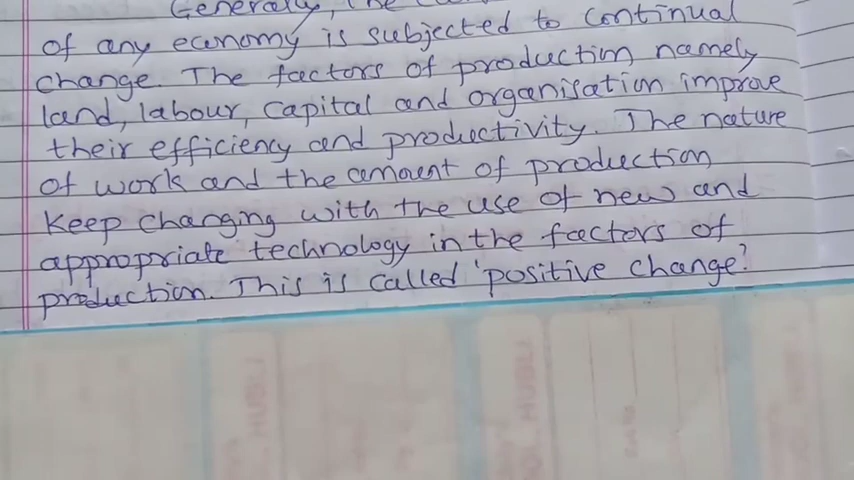 Generally, the
of any economy is subjected to continual
change. The factors of production namely
land, labour, capital and organisation improve
their efficiency and productivity. The nature
of work and the amount of production
keep changing with the use of new and
appropriate technology in the factors of
production. This is called 'positive change'.